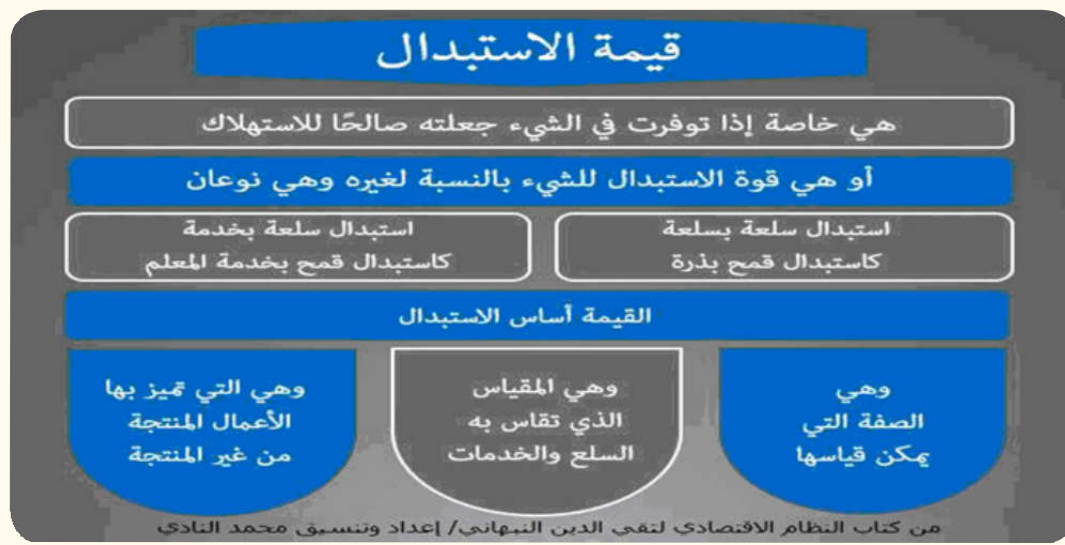 قيمة الاستبدال
هي خاصة إذا توفرت في الشيء جعلته صالحًا للاستهلاك
أو هي قوة الاستبدال للشيء بالنسبة لغيره وهي نوعان
استبدال سلعة بسلعة
كاستبدال قمح بذرة
استبدال سلعة بخدمة
كاستبدال قمح بخدمة المعلم
القيمة أساس الاستبدال
وهي
الصفة التي
يمكن قياسها
وهي المقياس
الذي تقاس به
السلع والخدمات
وهي التي تميز بها
الأعمال المنتجة
من غير المنتجة
من كتاب النظام الاقتصادي لتقي الدين النبهاني/ إعداد وتنسيق محمد النادي